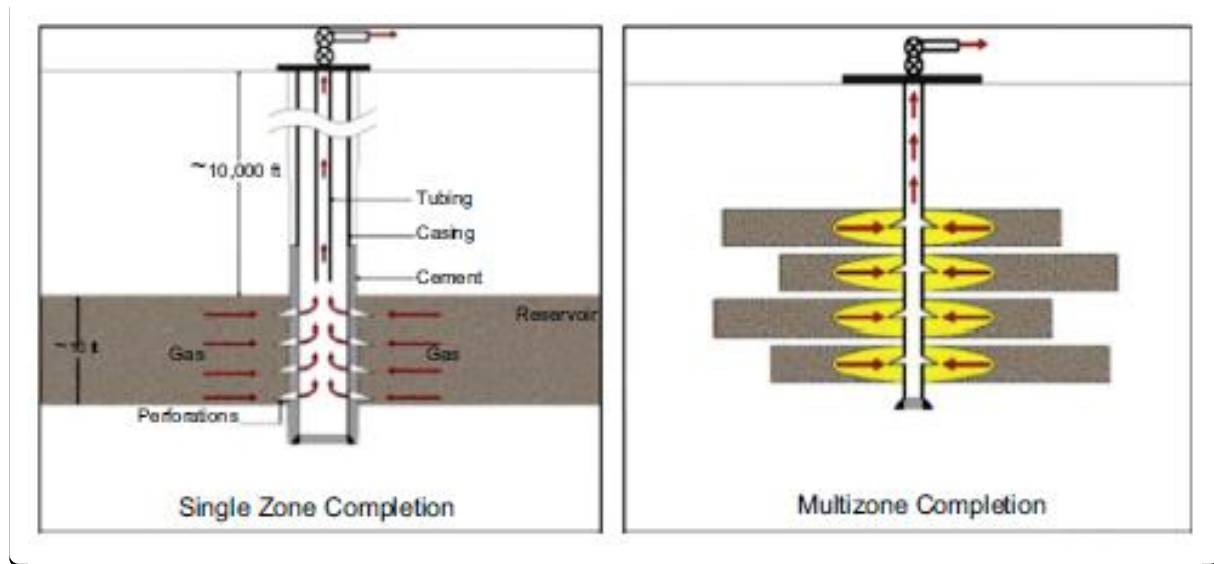 ~10,000 ft
Tubing
Casing
Cement
Reservoir
Gas
Gas
Perforations
Single Zone Completion
Multizone Completion